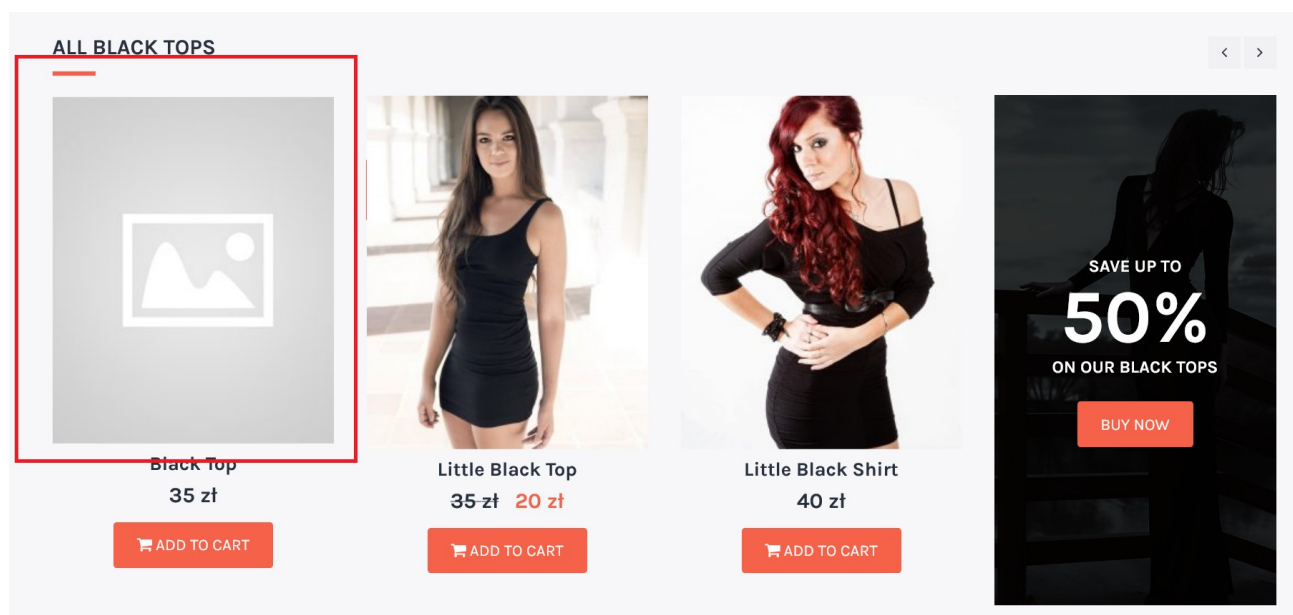 ALL BLACK TOPS
Black Top
35 zł
ADD TO CART
Little Black Top
35 zł 20 zł
ADD TO CART
Little Black Shirt
40 zł
ADD TO CART
SAVE UP TO
50%
ON OUR BLACK TOPS
BUY NOW